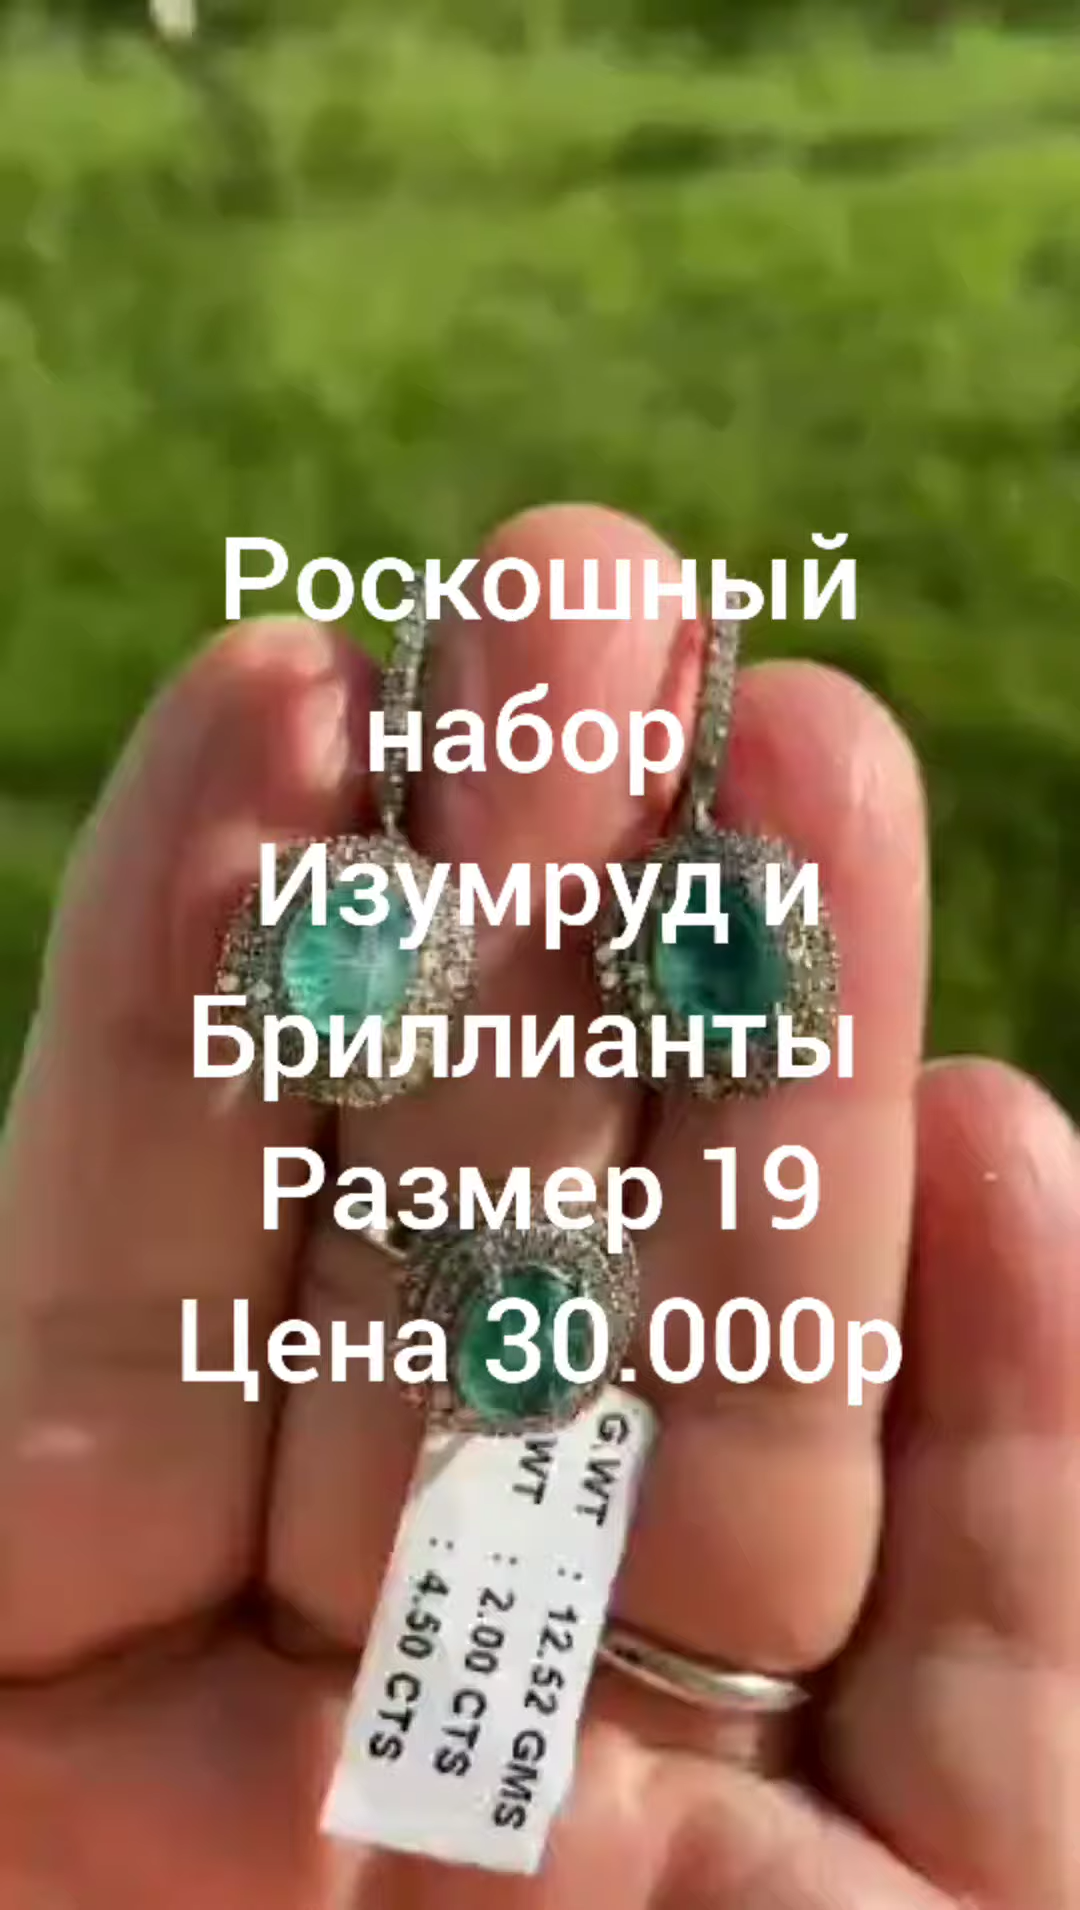 Роскошный
набор
Изумруд и
Бриллианты
Размер 19
Цена 30.000р
G.WT : 12.52 GMS
.WT : 2.00 CTS
: 4.50 CTS